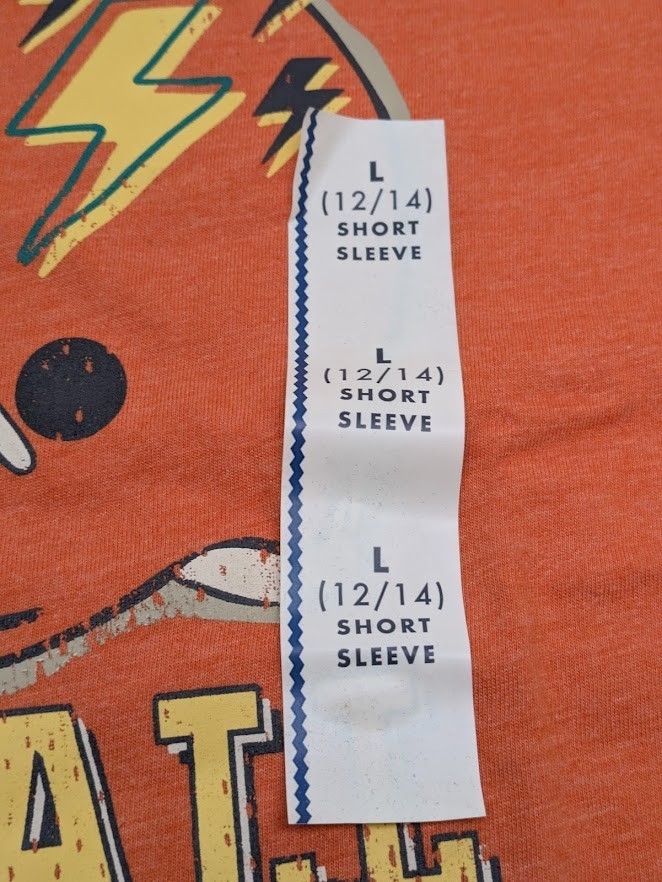 L
(12/14)
SHORT
SLEEVE
L
(12/14)
SHORT
SLEEVE
L
(12/14)
SHORT
SLEEVE